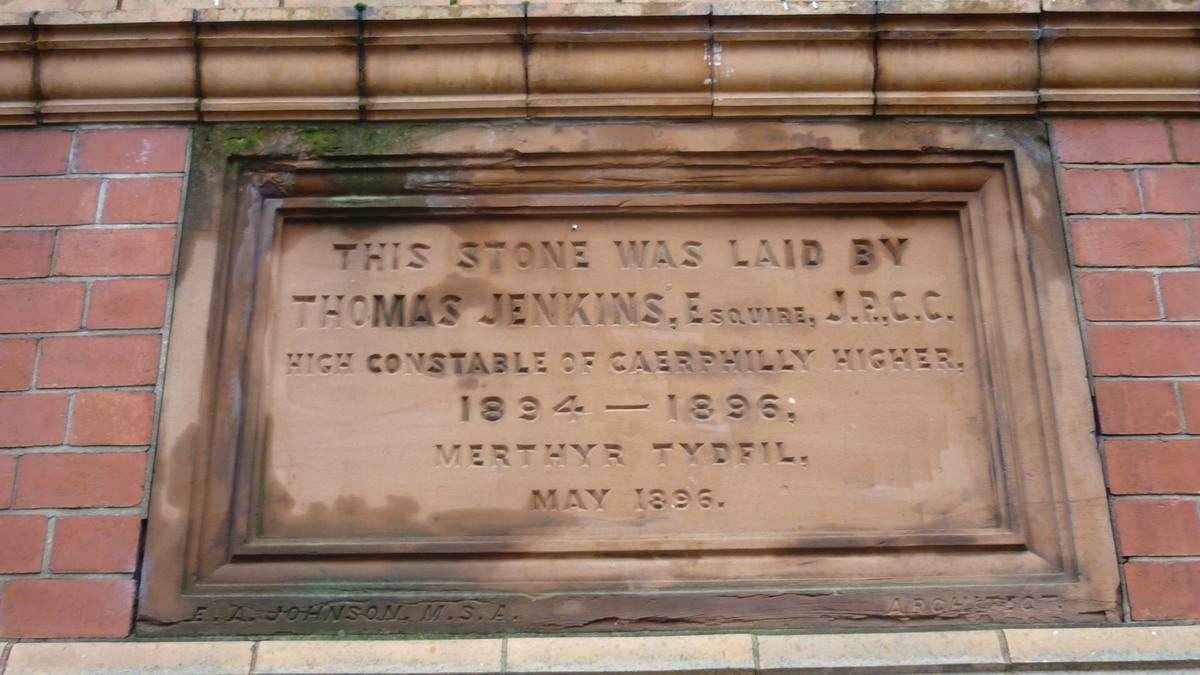 THIS STONE WAS LAID BY
THOMAS JENKINS, ESQUIRE, J.P., C.C.
HIGH CONSTABLE OF CAERPHILLY HIGHER,
1894 — 1896,
MERTHYR TYDFIL,
MAY 1896.
E. A. JOHNSON, M.S.A. ARCHITECT.